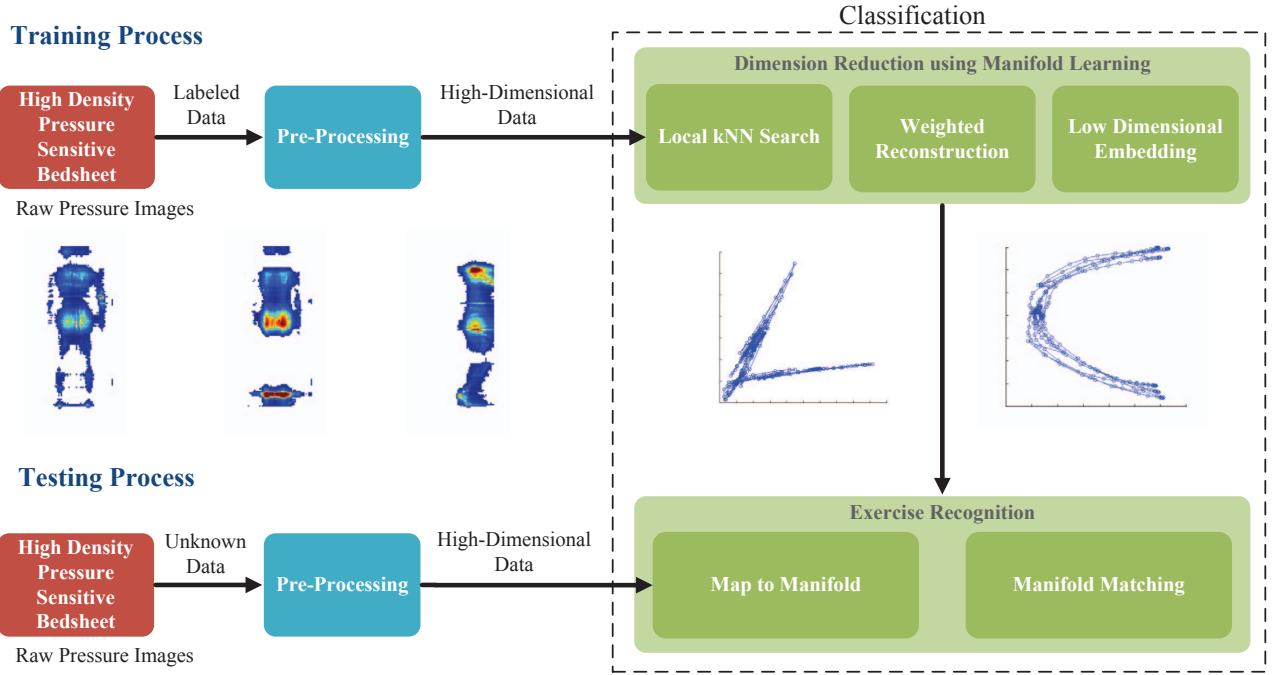 Classification
Training Process
Dimension Reduction using Manifold Learning
High Density
Pressure
Sensitive
Bedsheet
Labeled
Data
Pre-Processing
High-Dimensional
Data
Local kNN Search
Weighted
Reconstruction
Low Dimensional
Embedding
Raw Pressure Images
Testing Process
Exercise Recognition
High Density
Pressure
Sensitive
Bedsheet
Unknown
Data
Pre-Processing
High-Dimensional
Data
Map to Manifold
Manifold Matching
Raw Pressure Images